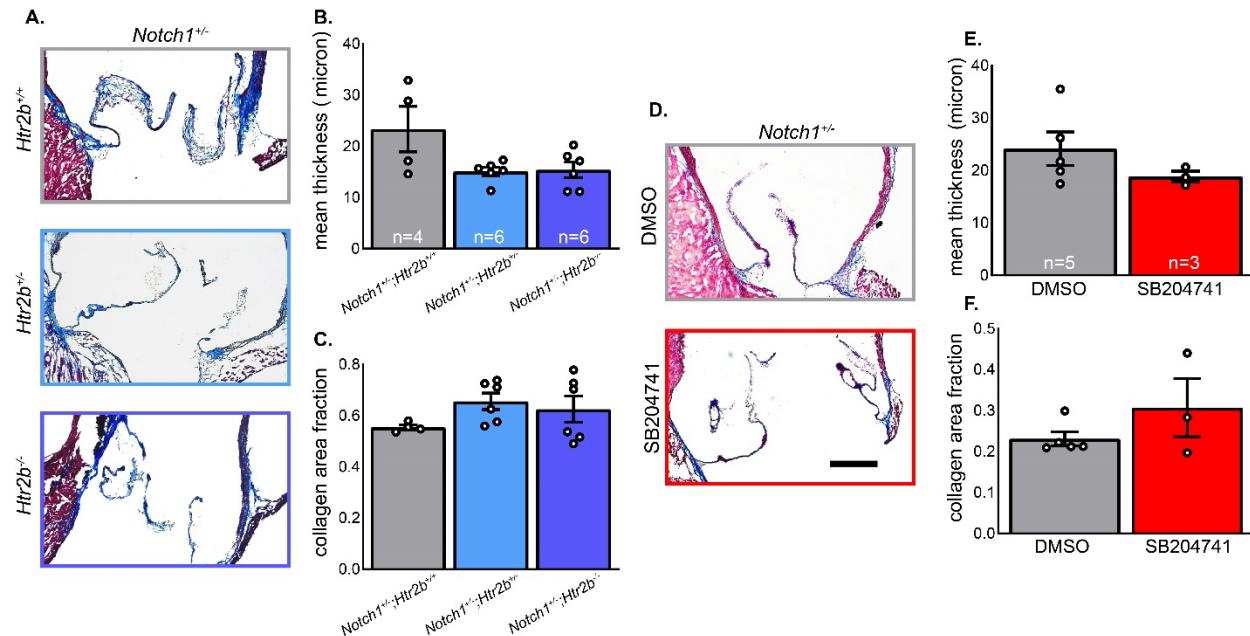 A.
Notch1+/-
Htr2b+/+
Htr2b+/-
Htr2b-/-
B.
mean thickness (micron)
40
30
20
10
0
n=4
n=6
n=6
Notch1+/-;Htr2b+/+
Notch1+/-;Htr2b+/-
Notch1+/-;Htr2b-/-
C.
collagen area fraction
0.8
0.6
0.4
0.2
0.0
Notch1+/-;Htr2b+/+
Notch1+/-;Htr2b+/-
Notch1+/-;Htr2b-/-
D.
Notch1+/-
DMSO
SB204741
E.
mean thickness (micron)
40
30
20
10
0
n=5
n=3
DMSO
SB204741
F.
collagen area fraction
0.5
0.4
0.3
0.2
0.1
0.0
DMSO
SB204741